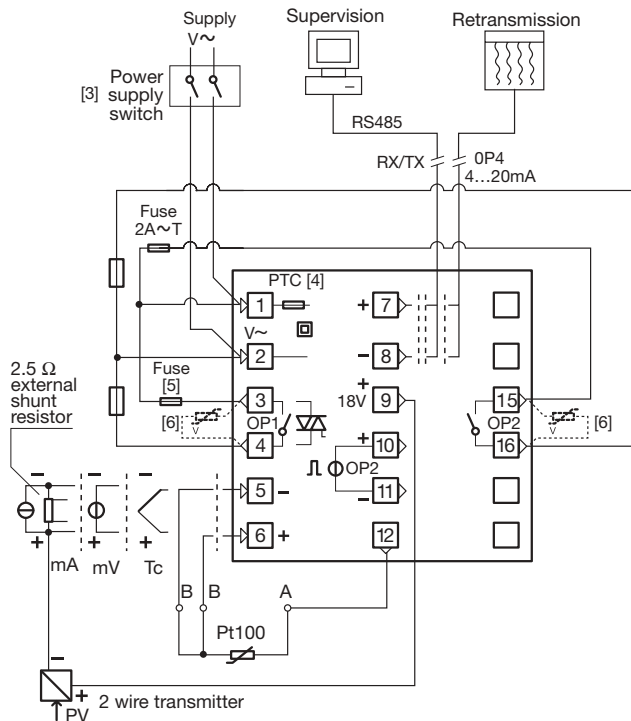 Supply
V~
Supervision
Retransmission
[3] Power
supply
switch
RS485
RX/TX
0P4
4...20mA
Fuse
2A~T
PTC [4]
1
+
7
V~
2
-
8
2.5 Ω
external
shunt
resistor
Fuse
[5]
3
+
18V
9
15
[6]
V
OP1
OP2
V
[6]
4
+
10
16
OP2
5
-
-
11
6
+
12
-
-
-
+
+
+
mA
mV
Tc
B
B
A
Pt100
-
+
2 wire transmitter
PV